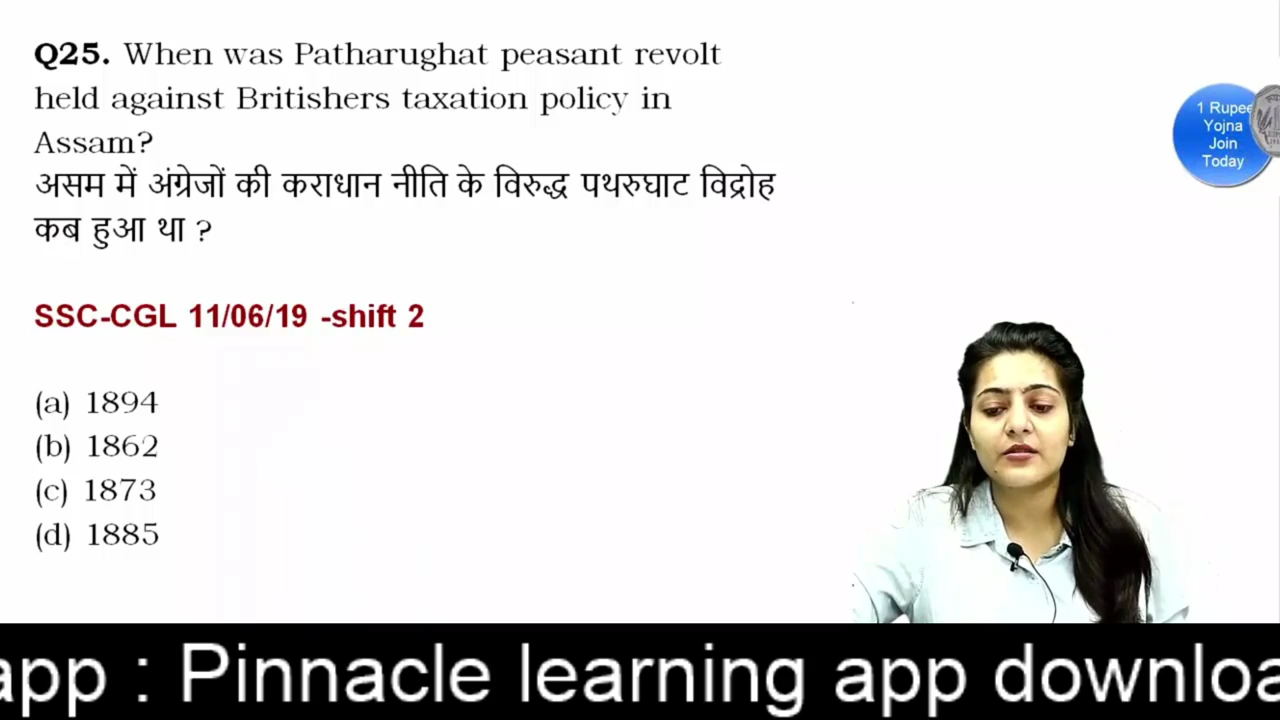 Q25. When was Patharughat peasant revolt
held against Britishers taxation policy in
Assam?
असम में अंग्रेजों की कराधान नीति के विरुद्ध पथरुघाट विद्रोह
कब हुआ था ?
1 Rupee
Yojna
Join
Today
SSC-CGL 11/06/19 -shift 2
(a) 1894
(b) 1862
(c) 1873
(d) 1885
app : Pinnacle learning app downloa